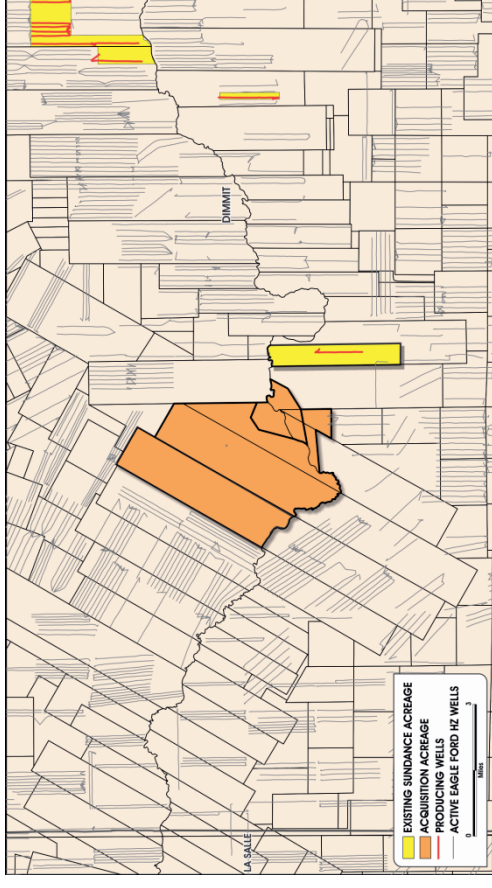 DIMMIT
LA SALLE
EXISTING SUNDANCE ACREAGE
ACQUISITION ACREAGE
PRODUCING WELLS
ACTIVE EAGLE FORD HZ WELLS
0 3
Miles